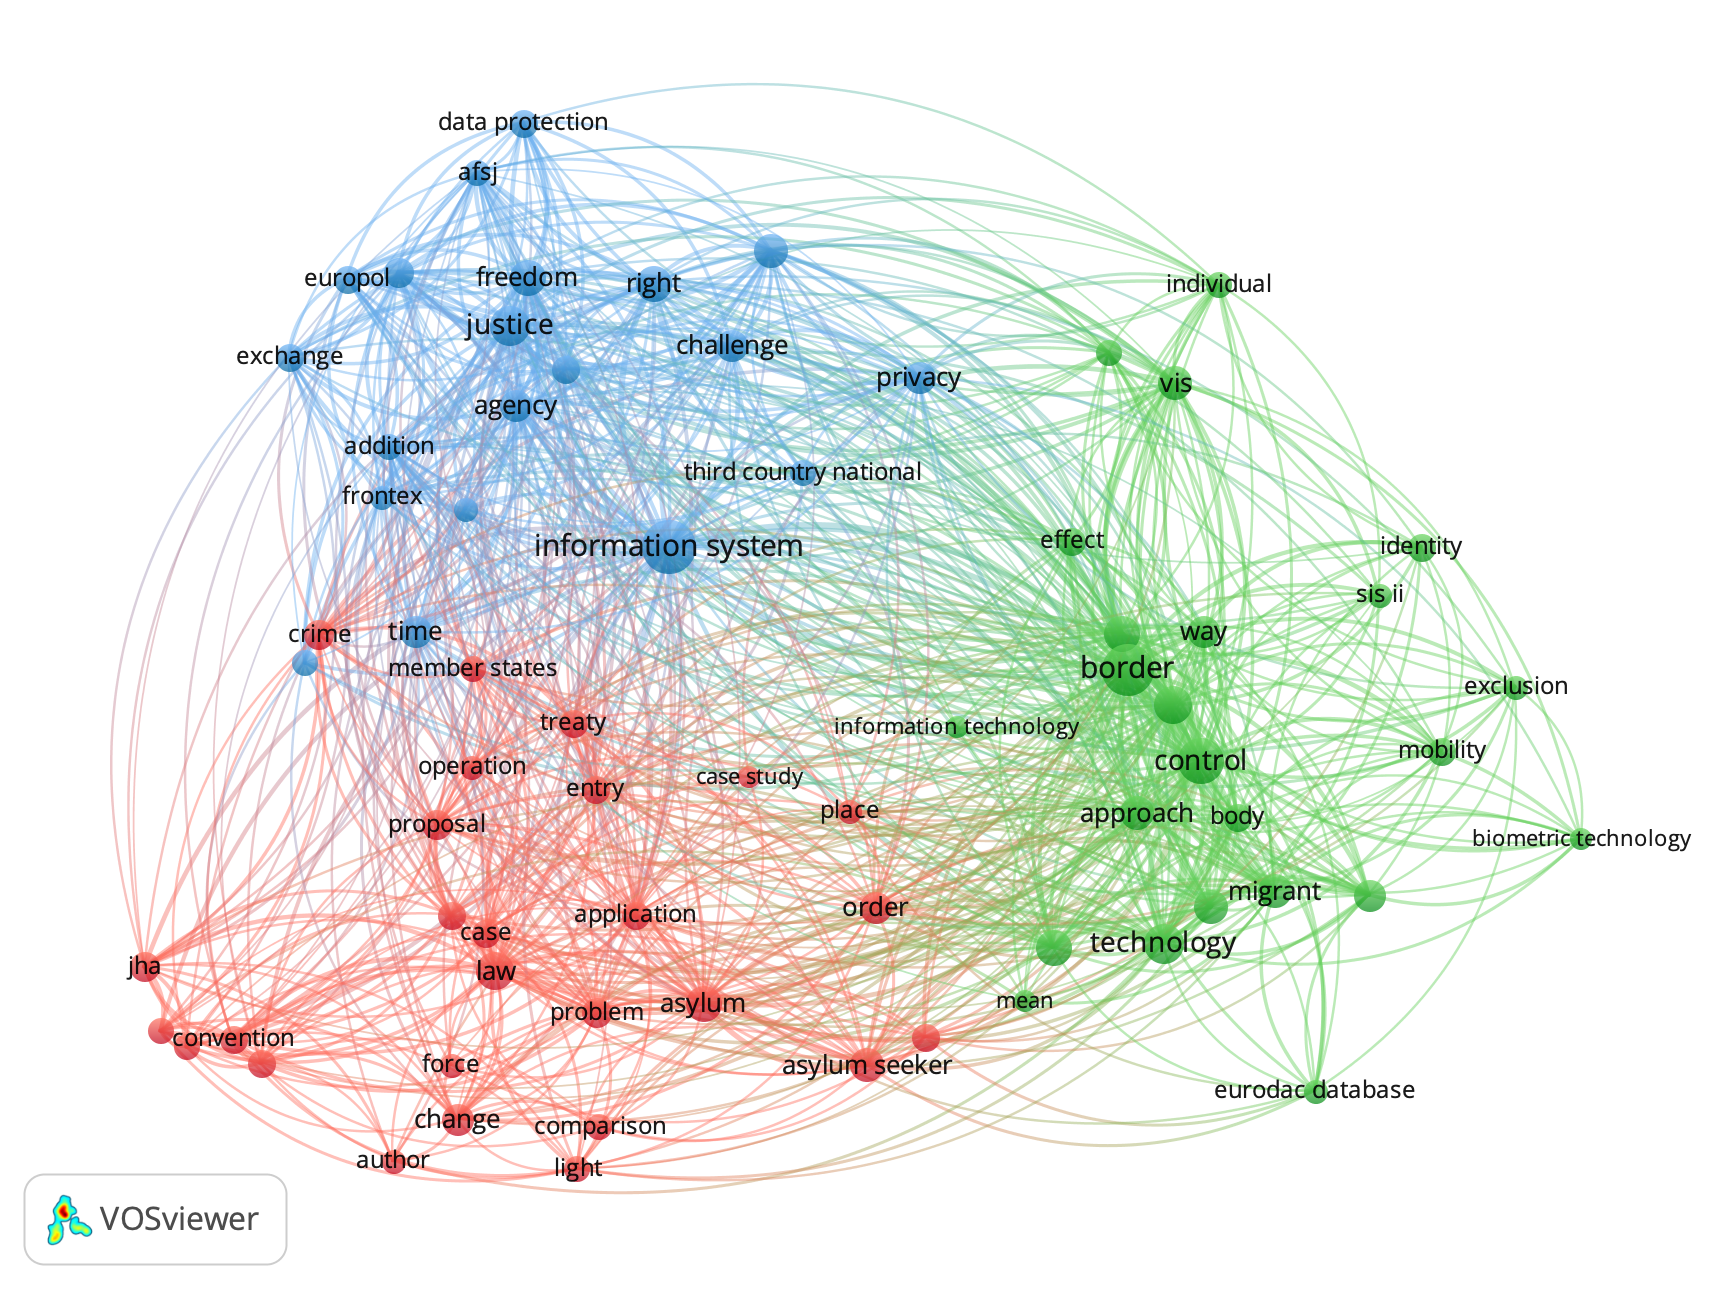 data protection
afsj
europol
freedom
right
individual
justice
exchange
challenge
privacy
vis
agency
addition
third country national
frontex
information system
effect
identity
sis ii
crime
time
way
member states
border
exclusion
treaty
information technology
mobility
operation
case study
control
entry
place
approach
body
proposal
biometric technology
application
order
migrant
case
technology
jha
law
asylum
mean
problem
convention
force
asylum seeker
eurodac database
change
comparison
author
light
VOSviewer